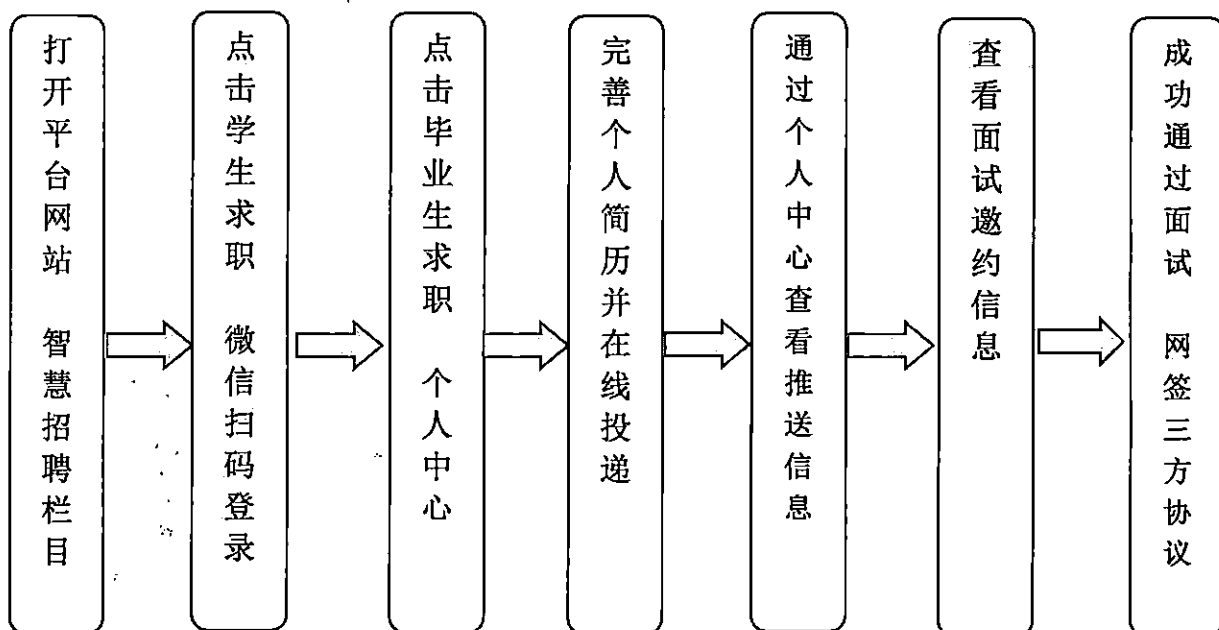 打开平台网站 智慧招聘栏目
点击学生求职 微信扫码登录
点击毕业生求职 个人中心
完善个人简历并在线投递
通过个人中心查看推送信息
查看面试邀约信息
成功通过面试 网签三方协议